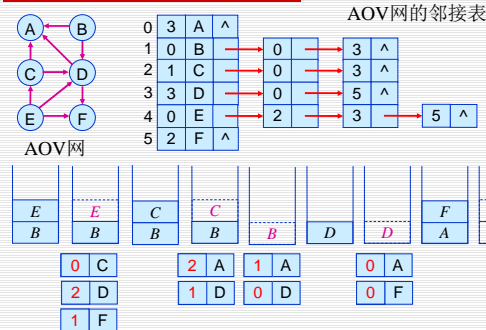 AOV网的邻接表
A B
C D
E F
AOV网
0 3 A ^
1 0 B 0 3 ^
2 1 C 0 3 ^
3 3 D 0 5 ^
4 0 E 2 3 5 ^
5 2 F ^
E E C C F
B B B B B D D A
0 C 2 A 1 A 0 A
2 D 1 D 0 D 0 F
1 F